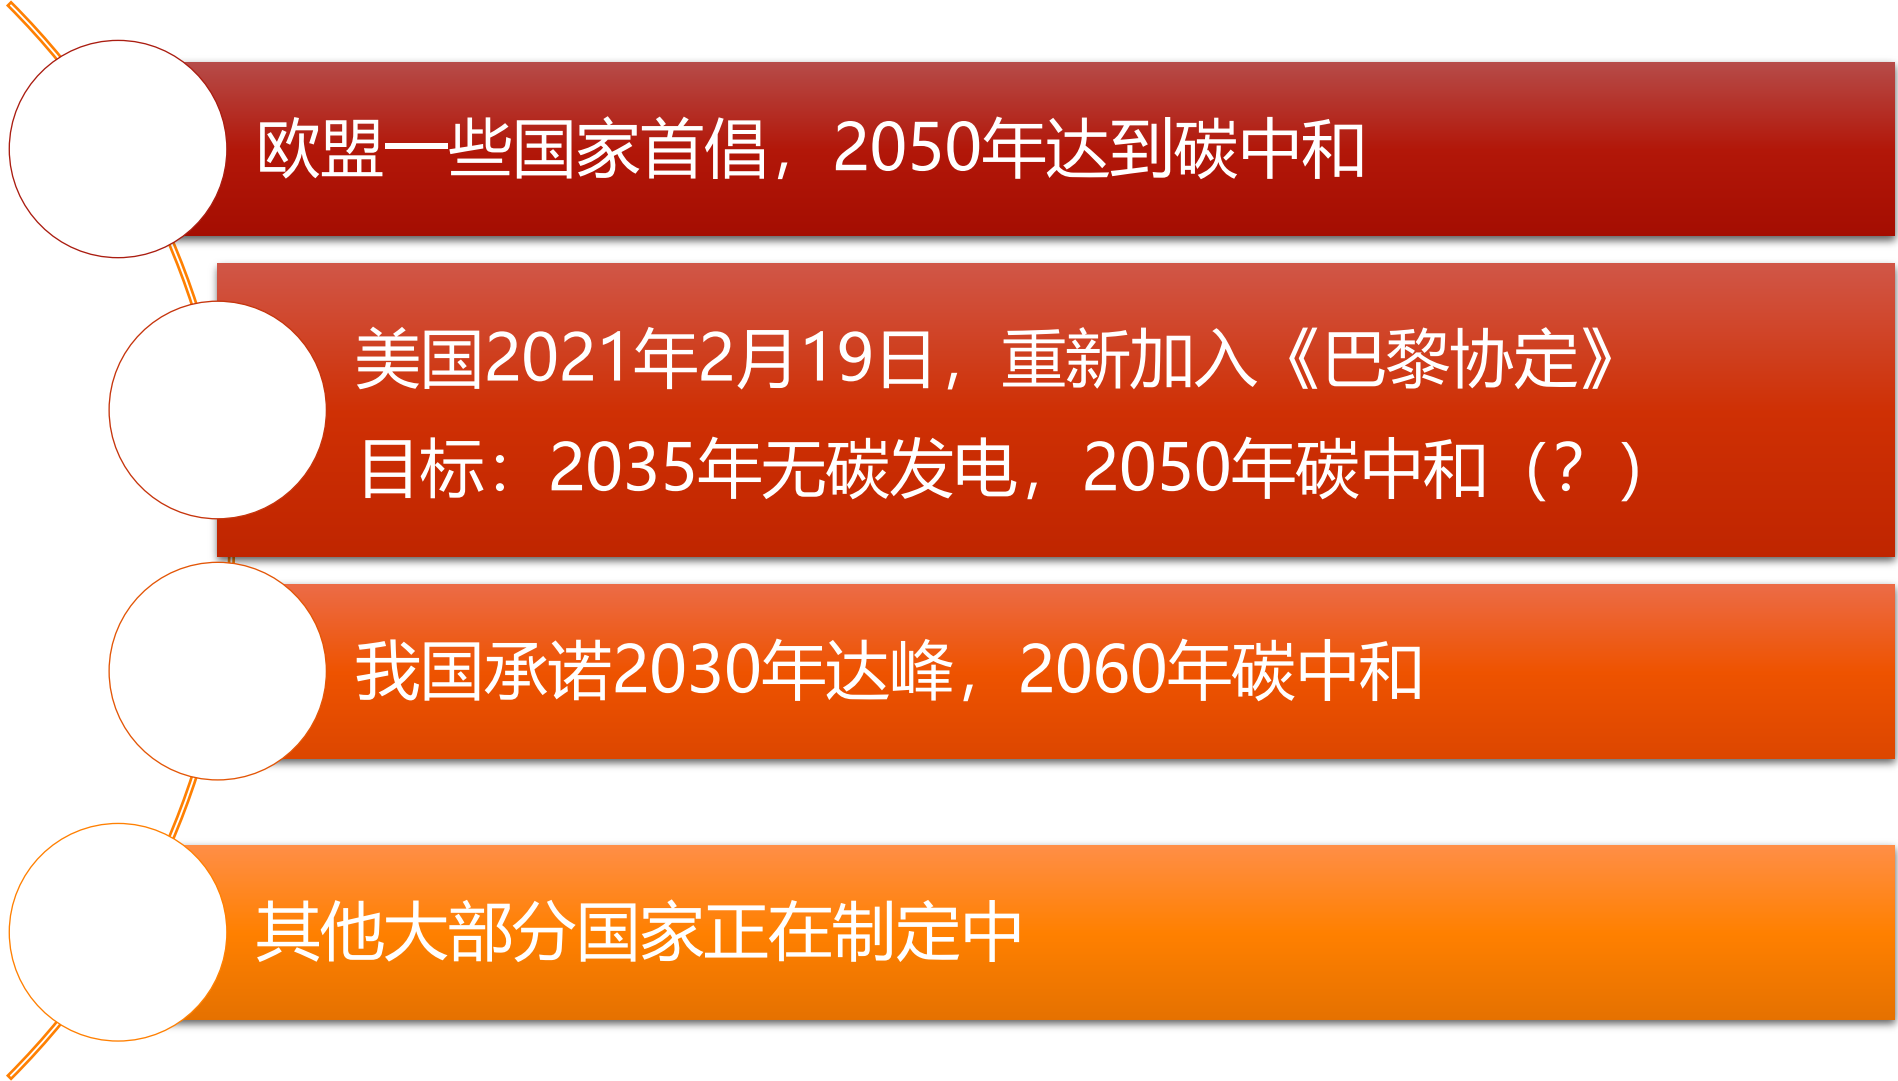 欧盟一些国家首倡，2050年达到碳中和
美国2021年2月19日，重新加入《巴黎协定》
目标：2035年无碳发电，2050年碳中和（？）
我国承诺2030年达峰，2060年碳中和
其他大部分国家正在制定中